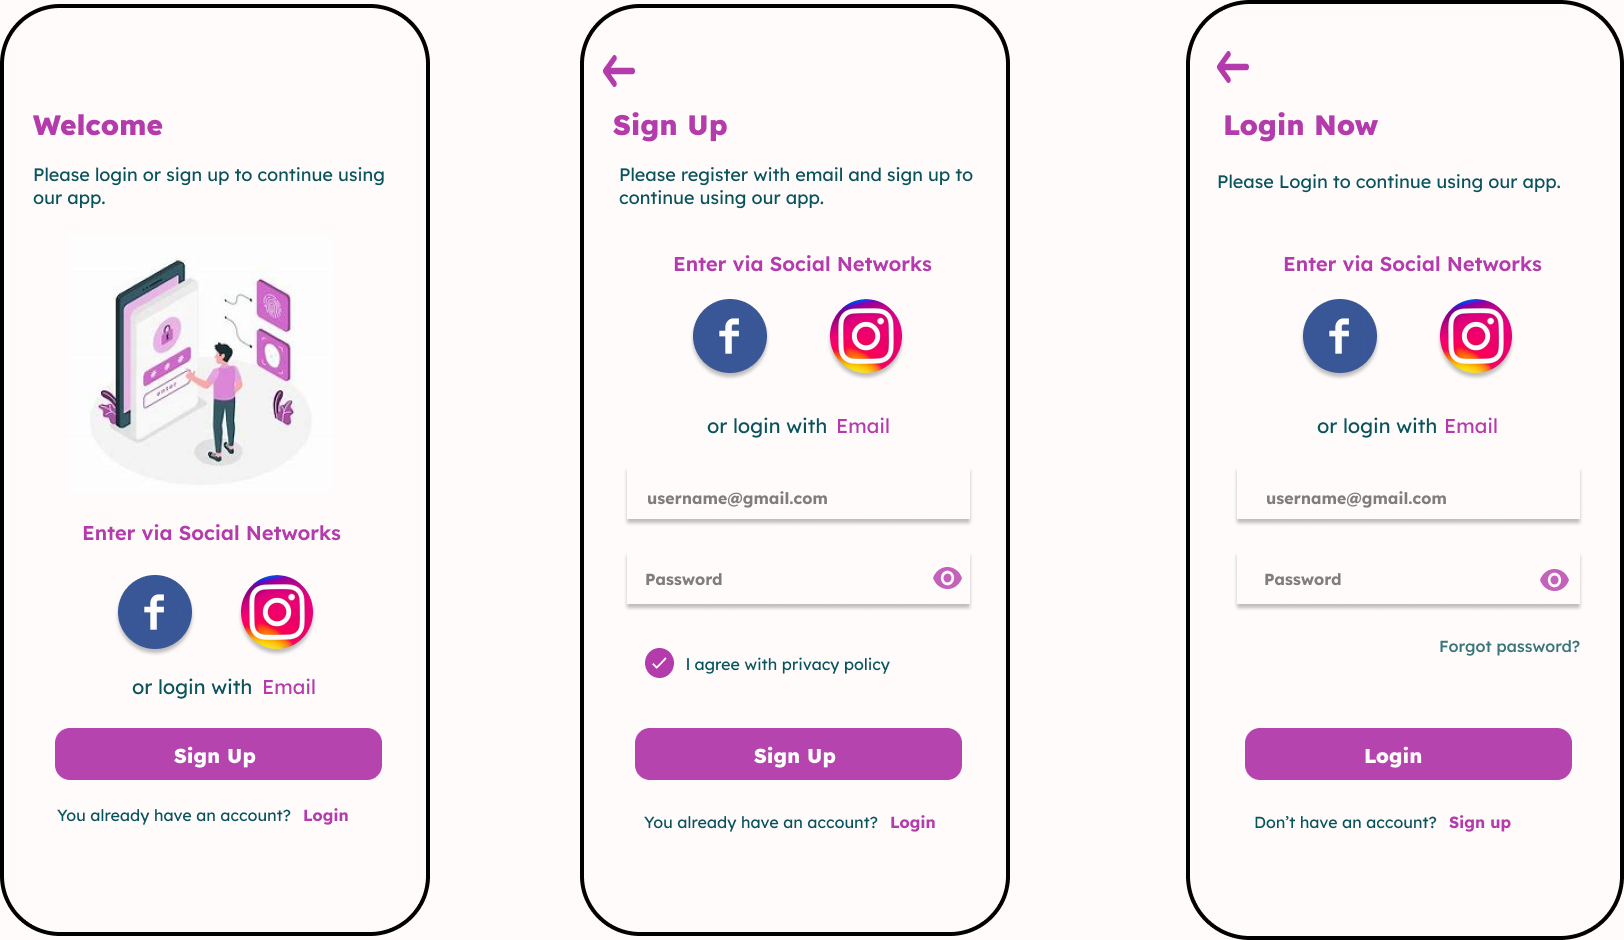 Welcome
Please login or sign up to continue using
our app.
enter
Enter via Social Networks
or login with Email
Sign Up
You already have an account? Login
Sign Up
Please register with email and sign up to
continue using our app.
Enter via Social Networks
or login with Email
username@gmail.com
Password
I agree with privacy policy
Sign Up
You already have an account? Login
Login Now
Please Login to continue using our app.
Enter via Social Networks
or login with Email
username@gmail.com
Password
Forgot password?
Login
Don’t have an account? Sign up